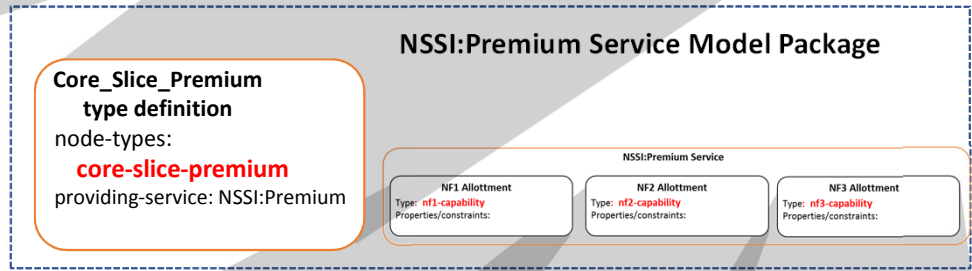 NSSI:Premium Service Model Package
Core_Slice_Premium
type definition
node-types:
core-slice-premium
providing-service: NSSI:Premium
NSSI:Premium Service
NF1 Allottment
Type: nf1-capability
Properties/constraints:
NF2 Allottment
Type: nf2-capability
Properties/constraints:
NF3 Allottment
Type: nf3-capability
Properties/constraints: